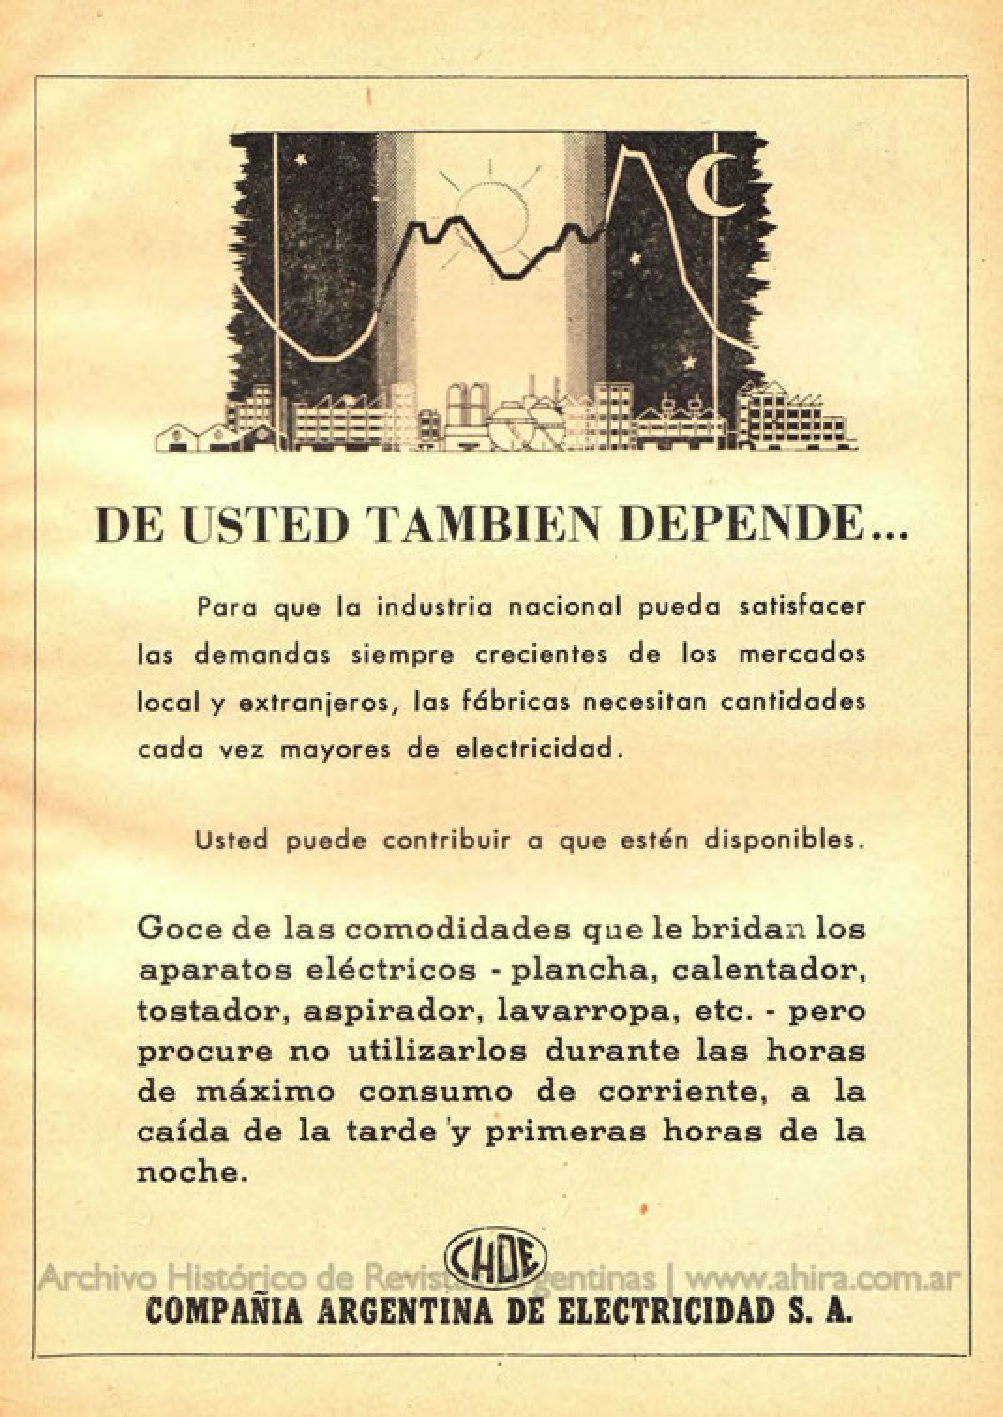 DE USTED TAMBIEN DEPENDE...
Para que la industria nacional pueda satisfacer
las demandas siempre crecientes de los mercados
local y extranjeros, las fábricas necesitan cantidades
cada vez mayores de electricidad.
Usted puede contribuir a que estén disponibles.
Goce de las comodidades que le bridan los
aparatos eléctricos - plancha, calentador,
tostador, aspirador, lavarropa, etc. - pero
procure no utilizarlos durante las horas
de máximo consumo de corriente, a la
caída de la tarde y primeras horas de la
noche.
CHDE
Archivo Histórico de Revistas Argentinas | www.ahira.com.ar
COMPAÑIA ARGENTINA DE ELECTRICIDAD S. A.